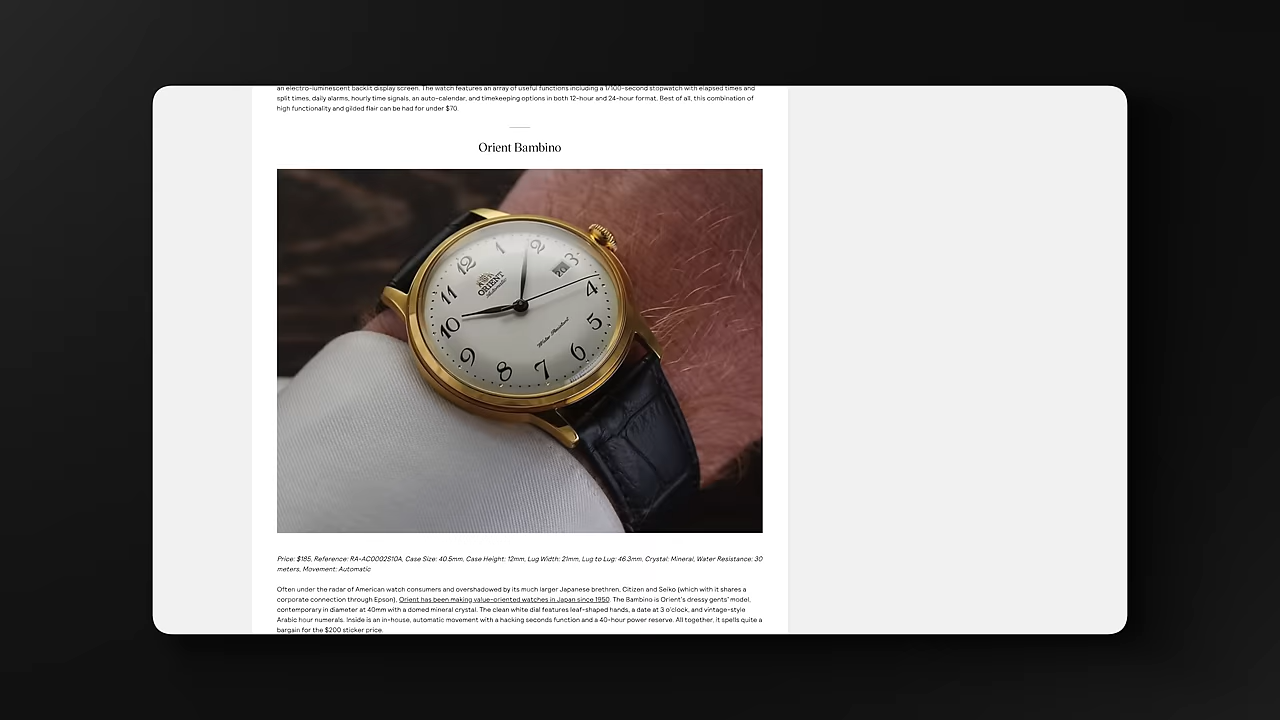 an electro-luminescent backlit display screen. The watch features an array of useful functions including a 1/100-second stopwatch with elapsed times and
split times, daily alarms, hourly time signals, an auto-calendar, and timekeeping options in both 12-hour and 24-hour format. Best of all, this combination of
high functionality and gilded flair can be had for under $70.
Orient Bambino
12
1
2
11
ORIENT
Automatic
20
3
10
4
Water Resistant
5
9
6
8
7
Price: $185, Reference: RA-AC0002S10A, Case Size: 40.5mm, Case Height: 12mm, Lug Width: 21mm, Lug to Lug: 46.3mm, Crystal: Mineral, Water Resistance: 30
meters, Movement: Automatic
Often under the radar of American watch consumers and overshadowed by its much larger Japanese brethren, Citizen and Seiko (which with it shares a
corporate connection through Epson), Orient has been making value-oriented watches in Japan since 1950. The Bambino is Orient's dressy gents' model,
contemporary in diameter at 40mm with a domed mineral crystal. The clean white dial features leaf-shaped hands, a date at 3 o'clock, and vintage-style
Arabic hour numerals. Inside is an in-house, automatic movement with a hacking seconds function and a 40-hour power reserve. All together, it spells quite a
bargain for the $200 sticker price.